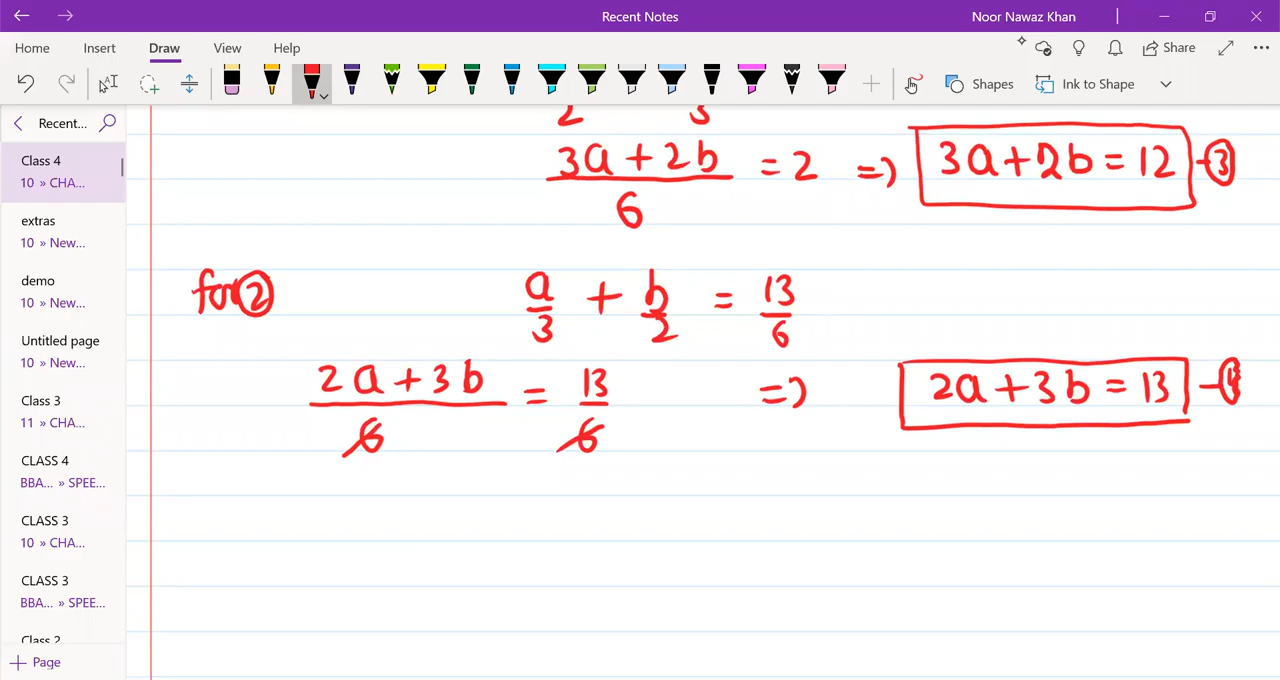 Recent Notes
Noor Nawaz Khan
Home Insert Draw View Help
Share
Shapes
Ink to Shape
Recent...
Class 4
10 » CHA...
extras
10 » New...
demo
10 » New...
Untitled page
10 » New...
Class 3
11 » CHA...
CLASS 4
BBA... » SPEE...
CLASS 3
10 » CHA...
CLASS 3
BBA... » SPEE...
Class 2
Page
2 3
3a + 2b / 6 = 2 => 3a + 2b = 12 - ③
for ② a/3 + b/2 = 13/6
2a + 3b / 6 = 13/6 => 2a + 3b = 13 - ④